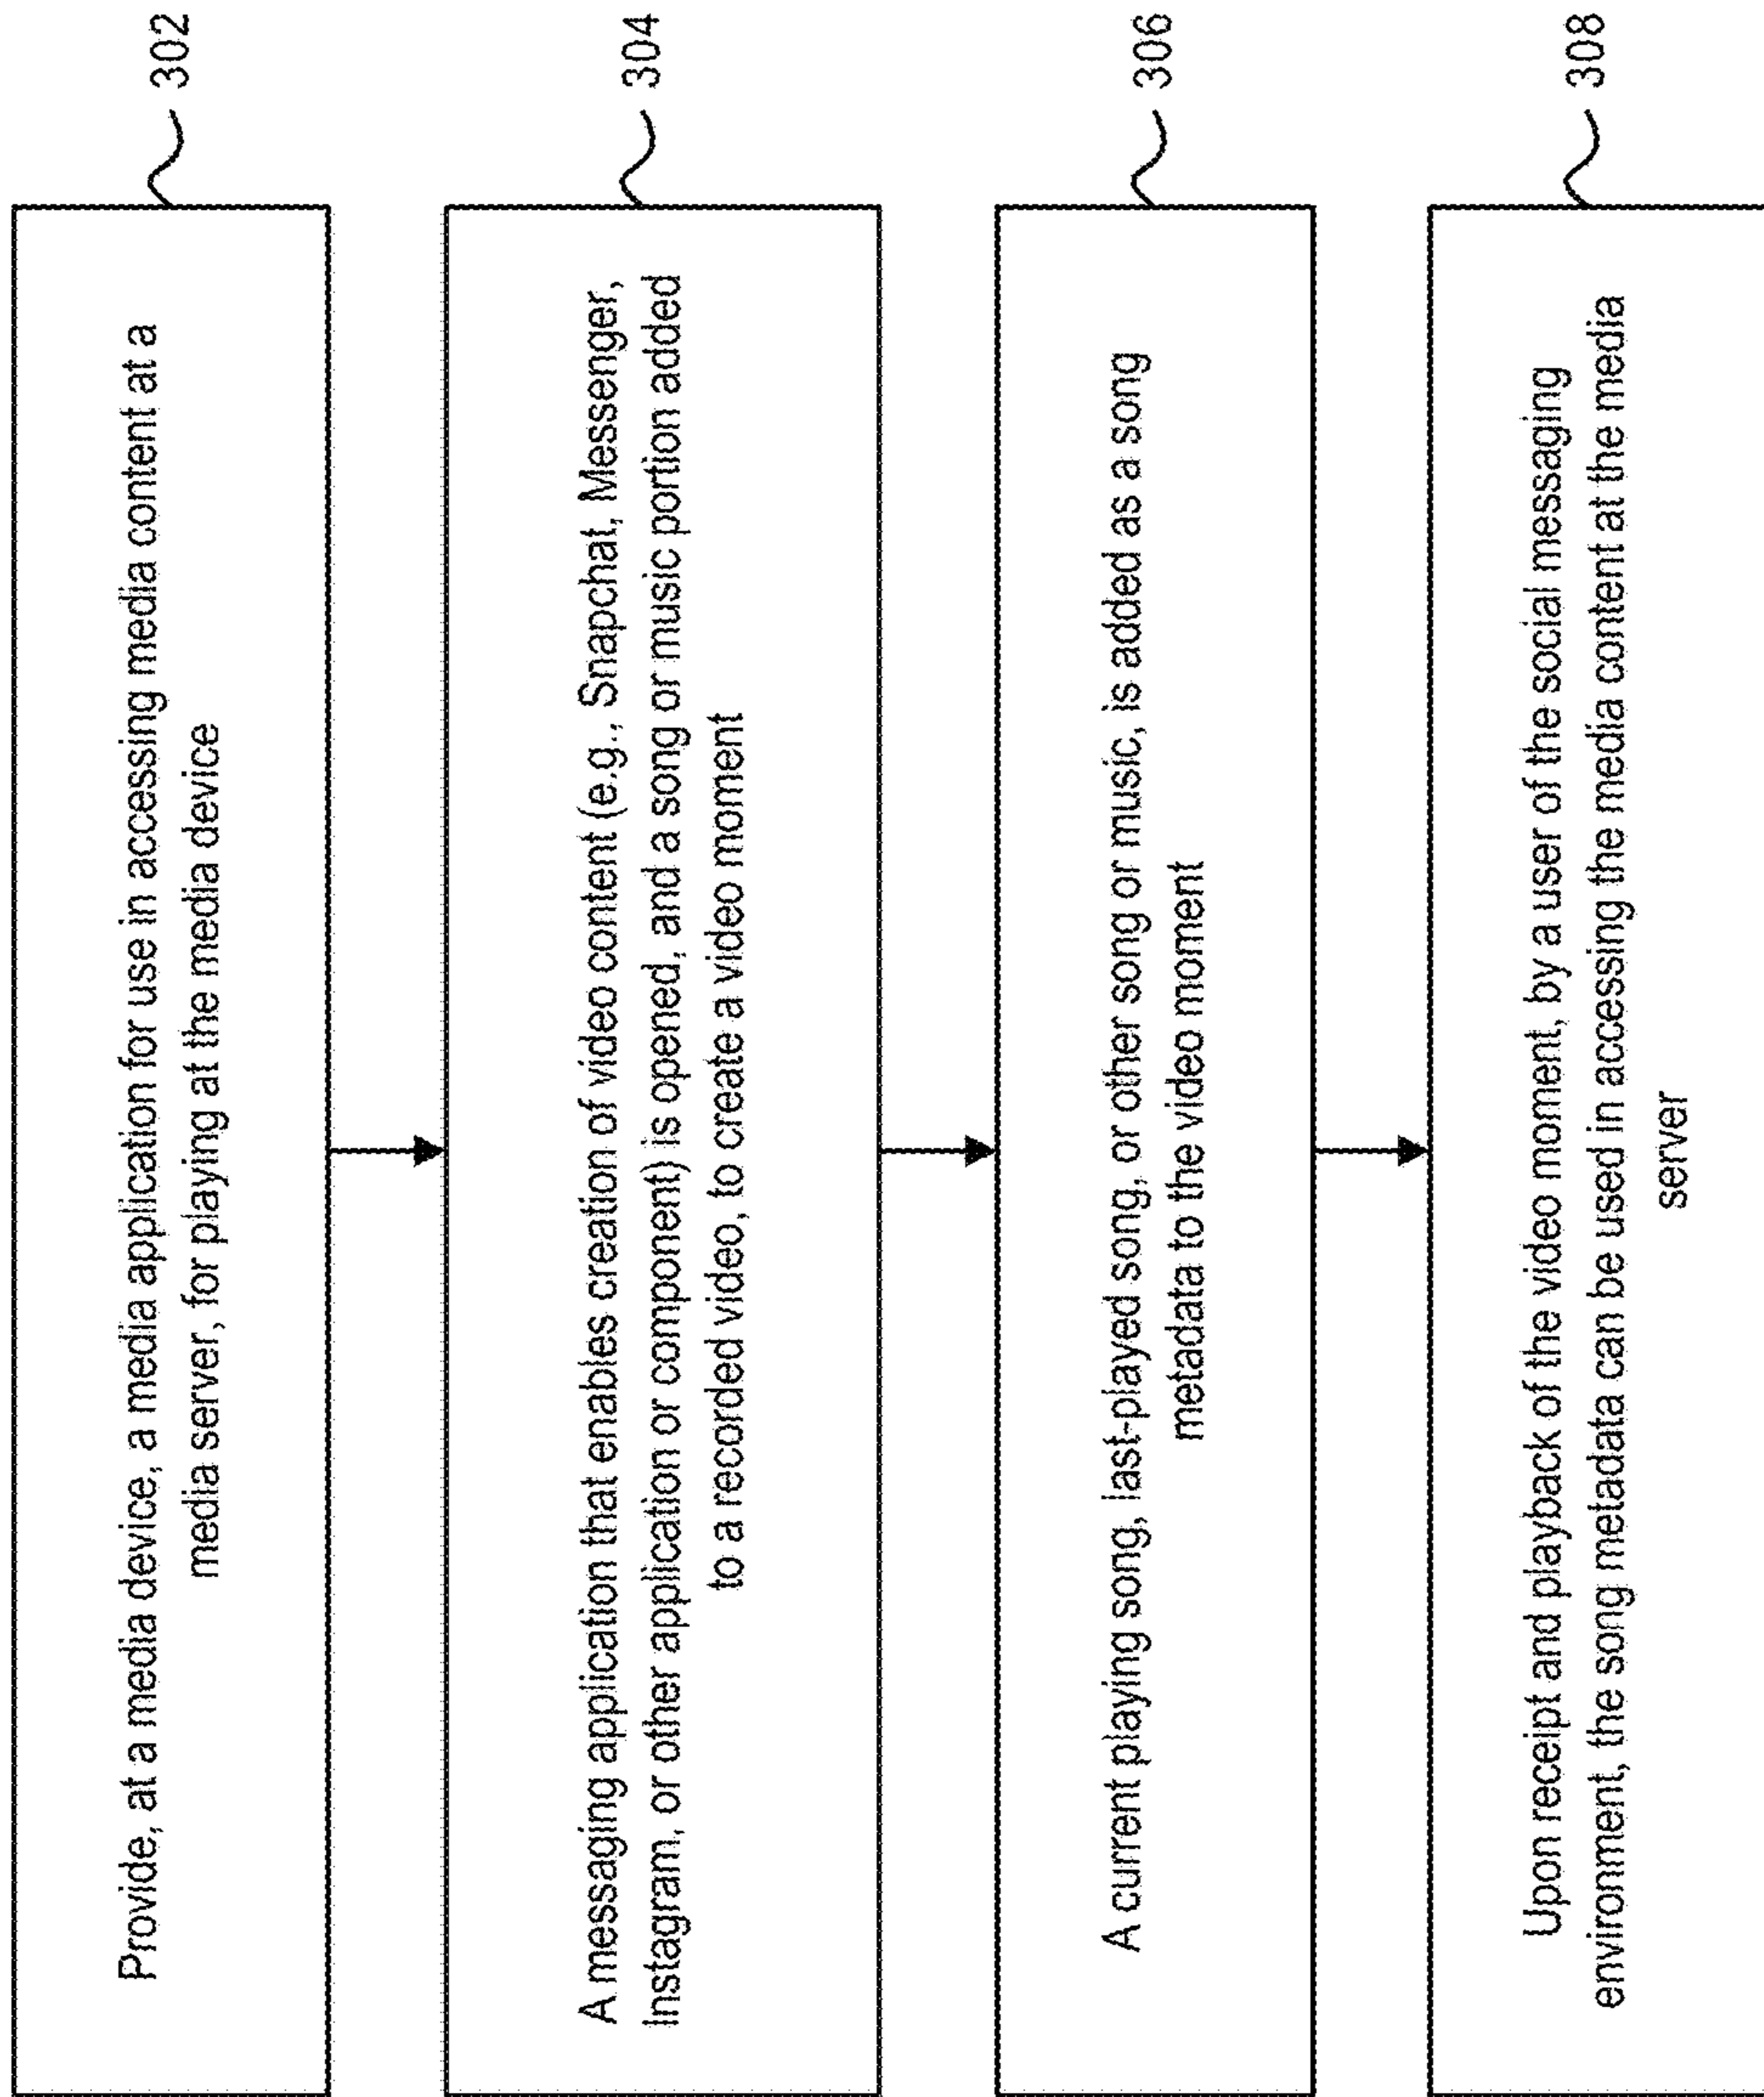 Provide, at a media device, a media application for use in accessing media content at a
media server, for playing at the media device
302
A messaging application that enables creation of video content (e.g., Snapchat, Messenger,
Instagram, or other application or component) is opened, and a song or music portion added
to a recorded video, to create a video moment
304
A current playing song, last-played song, or other song or music, is added as a song
metadata to the video moment
306
Upon receipt and playback of the video moment, by a user of the social messaging
environment, the song metadata can be used in accessing the media content at the media
server
308